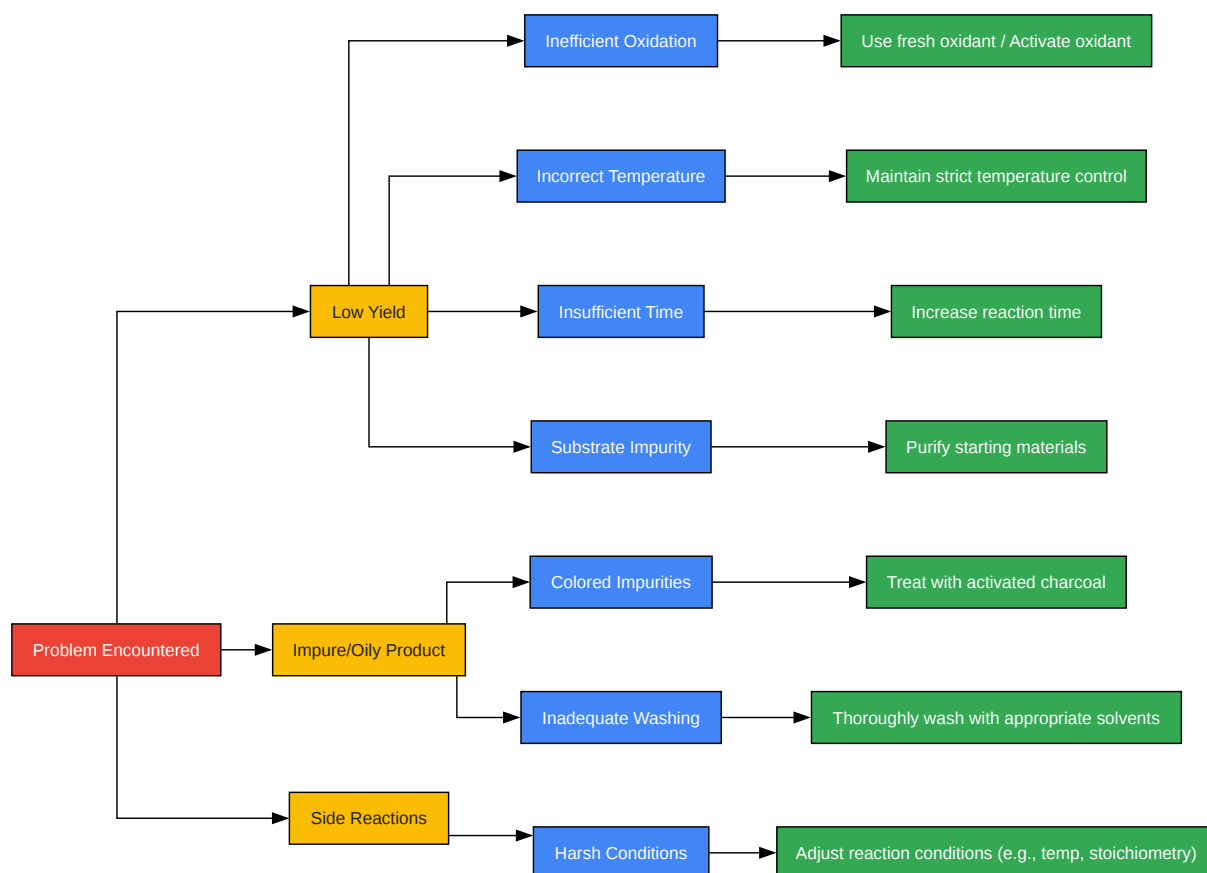 Inefficient Oxidation
Use fresh oxidant / Activate oxidant
Incorrect Temperature
Maintain strict temperature control
Low Yield
Insufficient Time
Increase reaction time
Substrate Impurity
Purify starting materials
Colored Impurities
Treat with activated charcoal
Problem Encountered
Impure/Oily Product
Inadequate Washing
Thoroughly wash with appropriate solvents
Side Reactions
Harsh Conditions
Adjust reaction conditions (e.g., temp, stoichiometry)